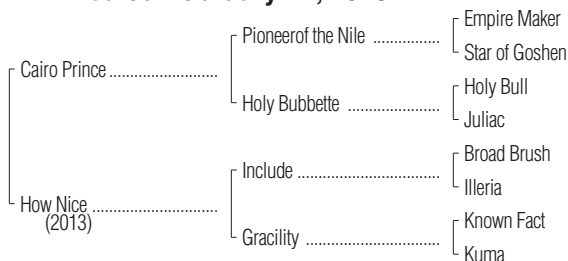 Empire Maker
Pioneerof the Nile
Star of Goshen
Cairo Prince
Holy Bull
Holy Bubbette
Juliac
Broad Brush
Include
Illeria
How Nice
(2013)
Known Fact
Gracility
Kuma